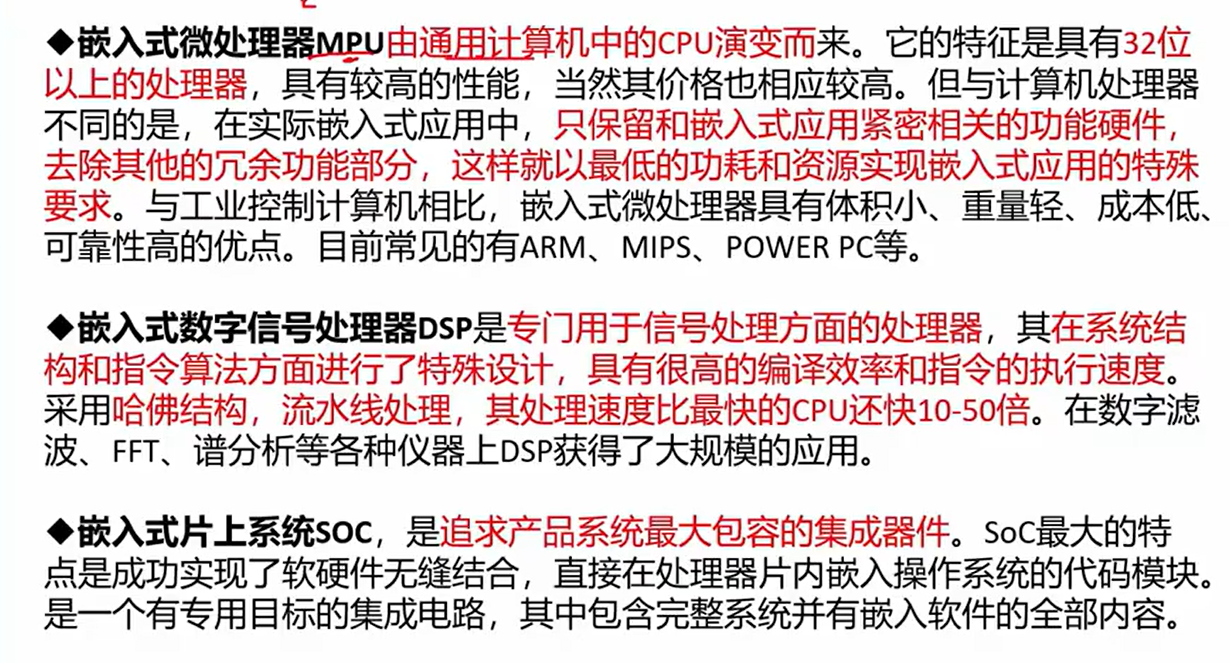 ◆嵌入式微处理器MPU由通用计算机中的CPU演变而来。它的特征是具有32位
以上的处理器，具有较高的性能，当然其价格也相应较高。但与计算机处理器
不同的是，在实际嵌入式应用中，只保留和嵌入式应用紧密相关的功能硬件，
去除其他的冗余功能部分，这样就以最低的功耗和资源实现嵌入式应用的特殊
要求。与工业控制计算机相比，嵌入式微处理器具有体积小、重量轻、成本低、
可靠性高的优点。目前常见的有ARM、MIPS、POWER PC等。
◆嵌入式数字信号处理器DSP是专门用于信号处理方面的处理器，其在系统结
构和指令算法方面进行了特殊设计，具有很高的编译效率和指令的执行速度。
采用哈佛结构，流水线处理，其处理速度比最快的CPU还快10-50倍。在数字滤
波、FFT、谱分析等各种仪器上DSP获得了大规模的应用。
◆嵌入式片上系统SOC，是追求产品系统最大包容的集成器件。SoC最大的特
点是成功实现了软硬件无缝结合，直接在处理器片内嵌入操作系统的代码模块。
是一个有专用目标的集成电路，其中包含完整系统并有嵌入软件的全部内容。